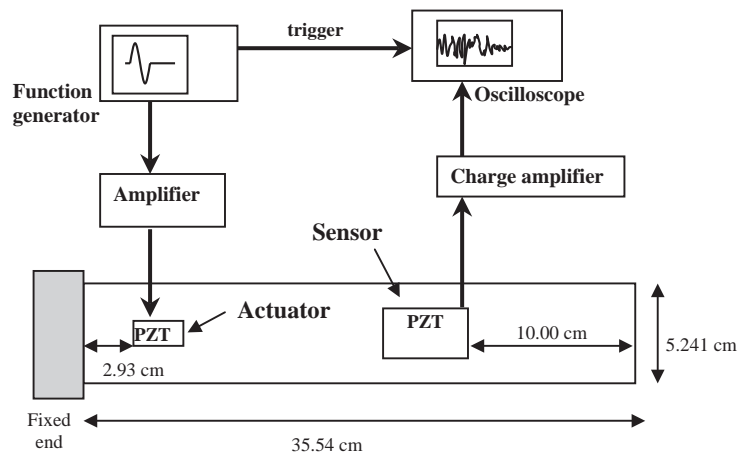 trigger
Function
generator
Oscilloscope
Amplifier
Charge amplifier
Sensor
PZT
Actuator
PZT
10.00 cm
5.241 cm
2.93 cm
Fixed
end
35.54 cm